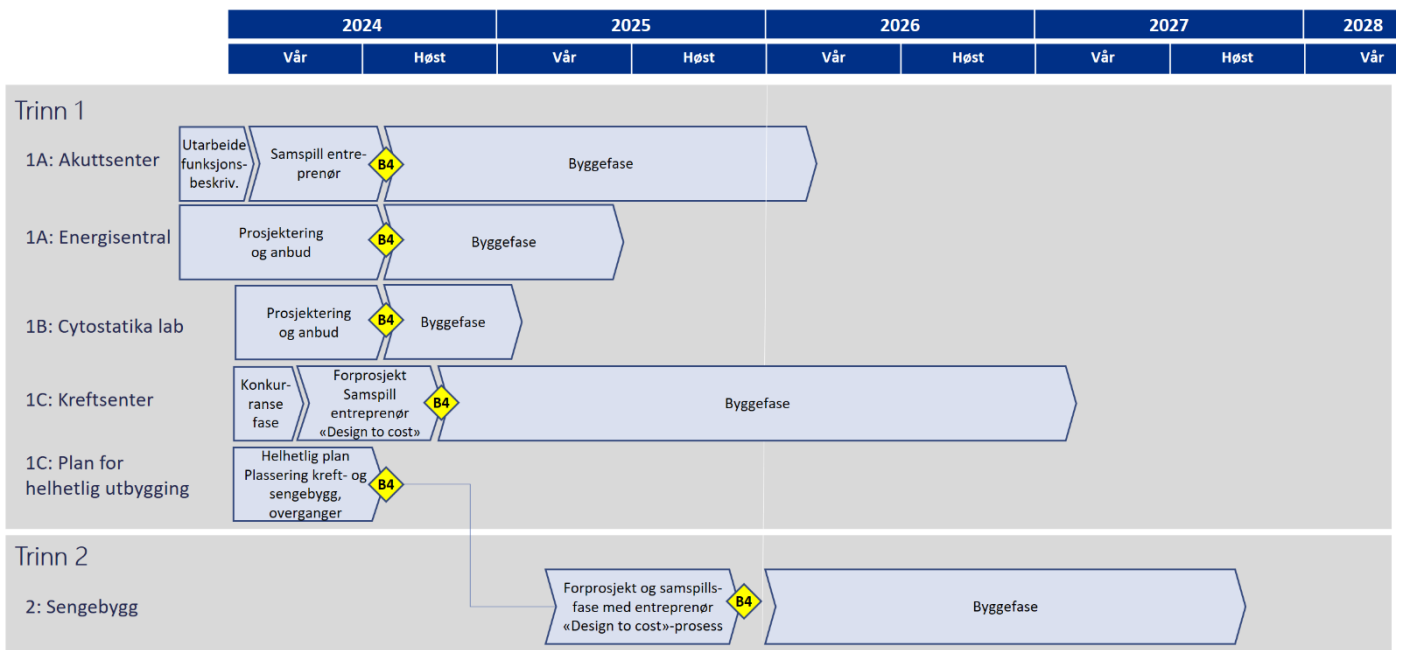 2024
2025
2026
2027
2028
Vår
Høst
Vår
Høst
Vår
Høst
Vår
Høst
Vår
Trinn 1
1A: Akuttsenter
Utarbeide
funksjons-
beskriv.
Samspill entre-
prenør
B4
Byggefase
1A: Energisentral
Prosjektering
og anbud
B4
Byggefase
1B: Cytostatika lab
Prosjektering
og anbud
B4
Byggefase
1C: Kreftsenter
Konkur-
ranse
fase
Forprosjekt
Samspill
entreprenør
«Design to cost»
B4
Byggefase
1C: Plan for
helhetlig utbygging
Helhetlig plan
Plassering kreft- og
sengebygg,
overganger
B4
Trinn 2
2: Sengebygg
Forprosjekt og samspills-
fase med entreprenør
«Design to cost»-prosess
B4
Byggefase